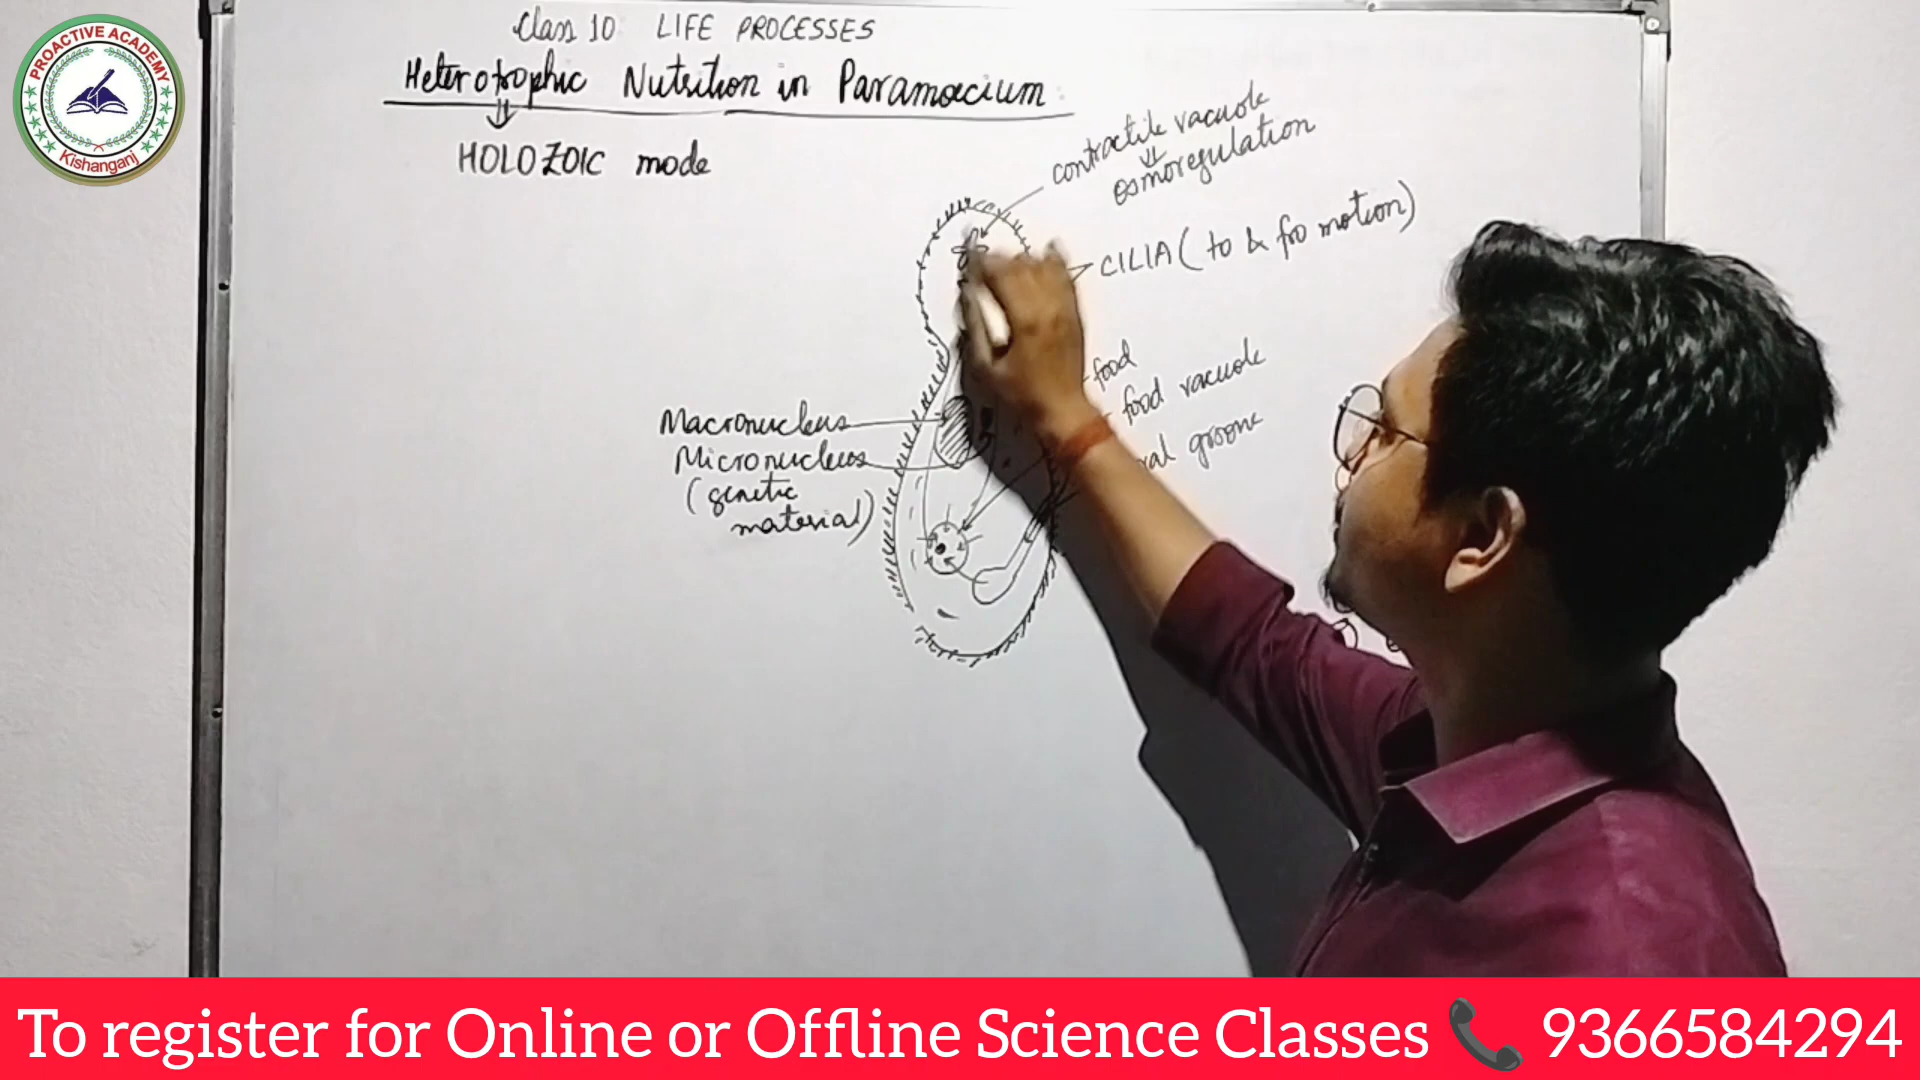 PROACTIVE ACADEMY
Kishanganj
Class 10 LIFE PROCESSES
Heterotrophic Nutrition in Paramoecium
HOLOZOIC mode
contractile vacuole
osmoregulation
CILIA (to & fro motion)
food
food vacuole
Macronucleus
Micronucleus
(genetic
material)
To register for Online or Offline Science Classes 📞 9366584294